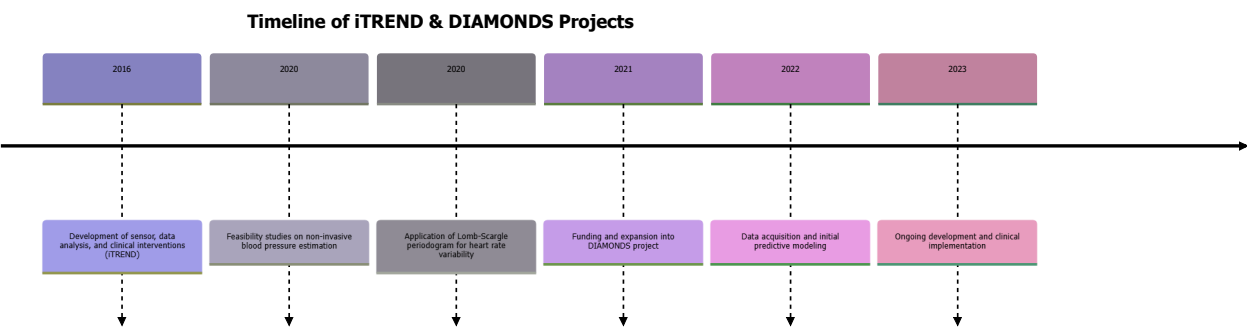 Timeline of iTREND & DIAMONDS Projects
2016
2020
2020
2021
2022
2023
Development of sensor, data
analysis, and clinical interventions
(iTREND)
Feasibility studies on non-invasive
blood pressure estimation
Application of Lomb-Scargle
periodogram for heart rate
variability
Funding and expansion into
DIAMONDS project
Data acquisition and initial
predictive modeling
Ongoing development and clinical
implementation